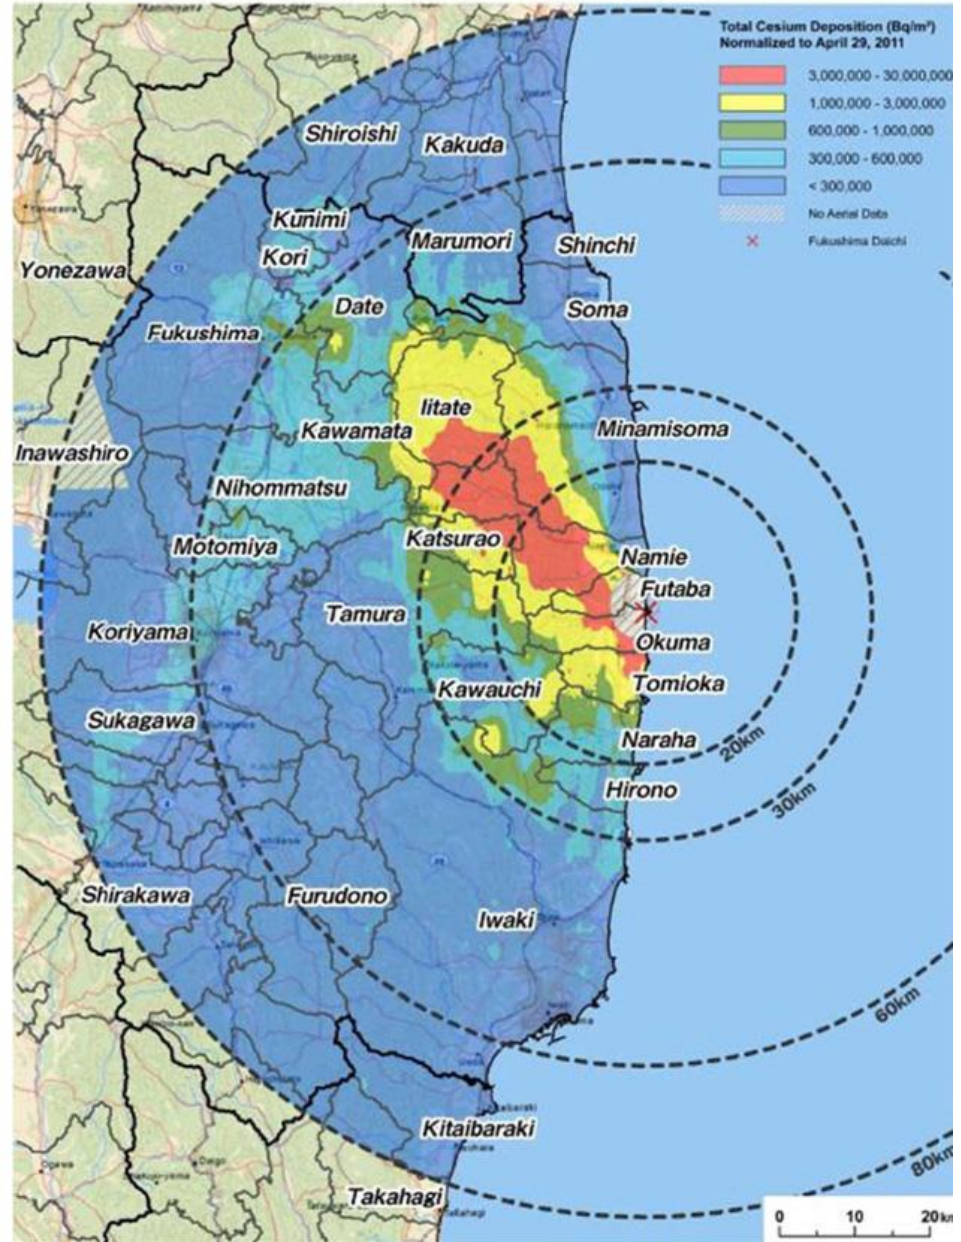 Total Cesium Deposition (Bq/m²)
Normalized to April 29, 2011
3,000,000 - 30,000,000
1,000,000 - 3,000,000
600,000 - 1,000,000
300,000 - 600,000
< 300,000
No Aerial Data
Fukushima Daichi
Shiroishi
Kakuda
Kunimi
Marumori
Shinchi
Kori
Yonezawa
Date
Soma
Fukushima
Iitate
Kawamata
Minamisoma
Inawashiro
Nihommatsu
Katsurao
Motomiya
Namie
Futaba
Tamura
Koriyama
Okuma
Kawauchi
Tomioka
Sukagawa
Naraha
20km
Hirono
30km
Shirakawa
Furudono
Iwaki
60km
Kitaibaraki
80km
Takahagi
Ogawa
Daigo
0 10 20km